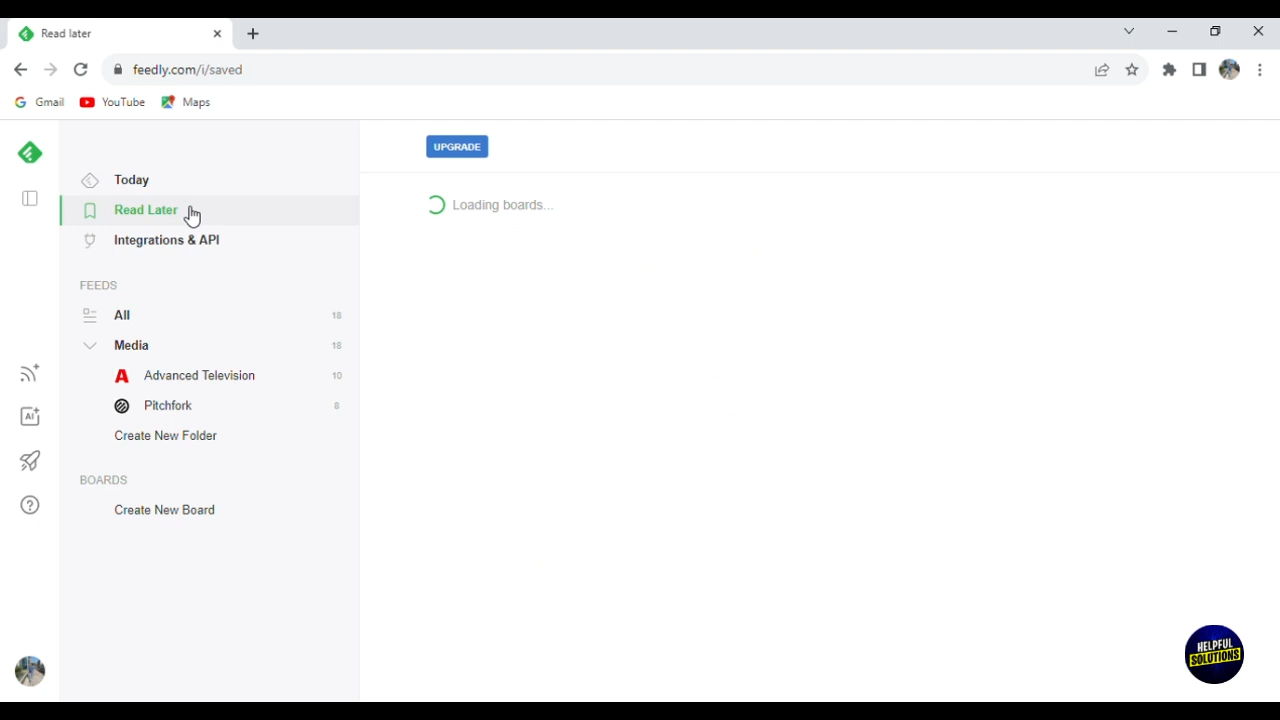 Read later
feedly.com/i/saved
Gmail YouTube Maps
UPGRADE
Today
Loading boards...
Read Later
Integrations & API
FEEDS
All 18
Media 18
Advanced Television 10
Pitchfork 8
Create New Folder
BOARDS
Create New Board
AI
HELPFUL
SOLUTIONS